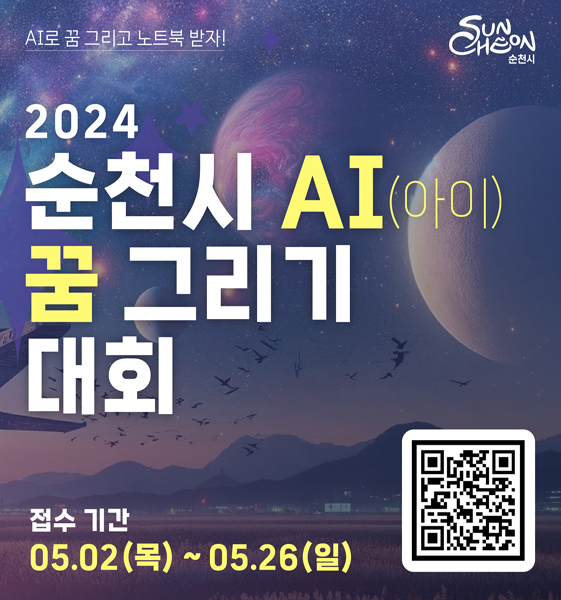 AI로 꿈 그리고 노트북 받자!
SUN
CHEON
순천시
2024
순천시 AI(아이)
꿈 그리기
대회
접수 기간
05.02(목) ~ 05.26(일)